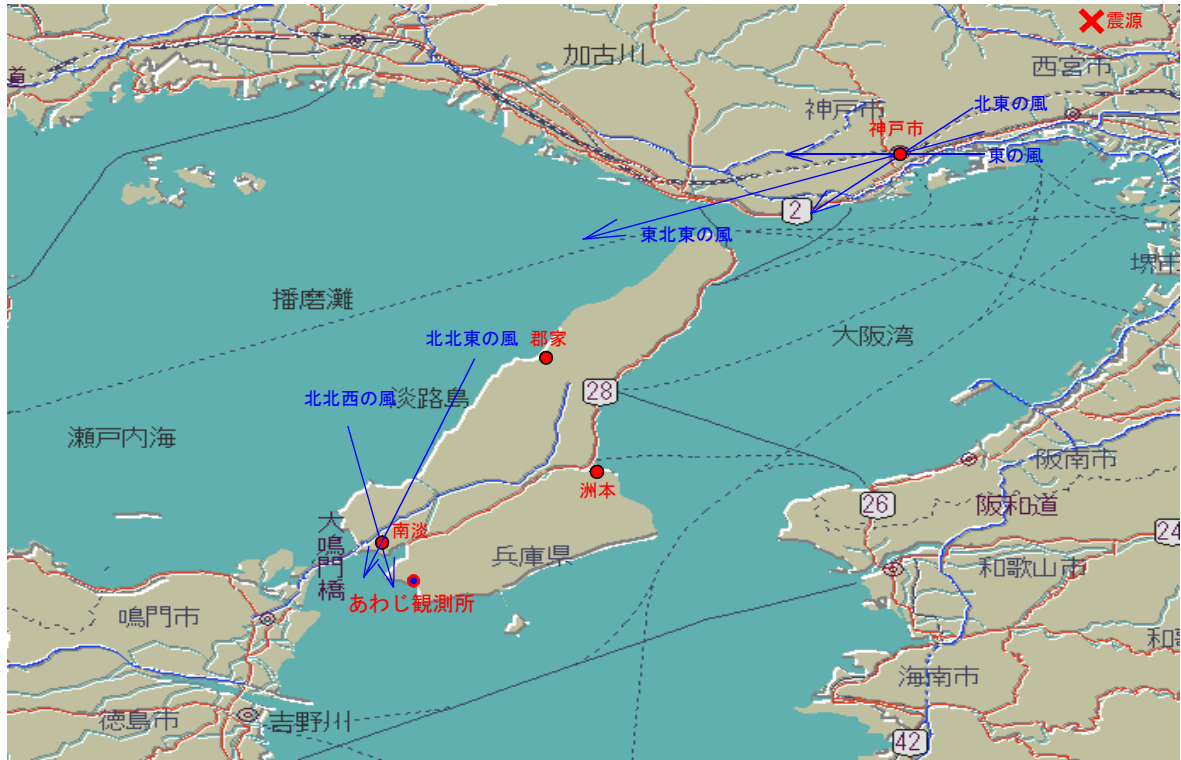 震源
道
加古川
西宮市
神戸市
北東の風
神戸市
東の風
2
東北東の風
堺市
播磨灘
大阪湾
北北東の風
郡家
28
北北西の風
淡路島
瀬戸内海
阪南市
洲本
26
阪和道
大鳴門橋
南淡
24
兵庫県
和歌山市
あわじ観測所
鳴門市
海南市
徳島市
吉野川
42